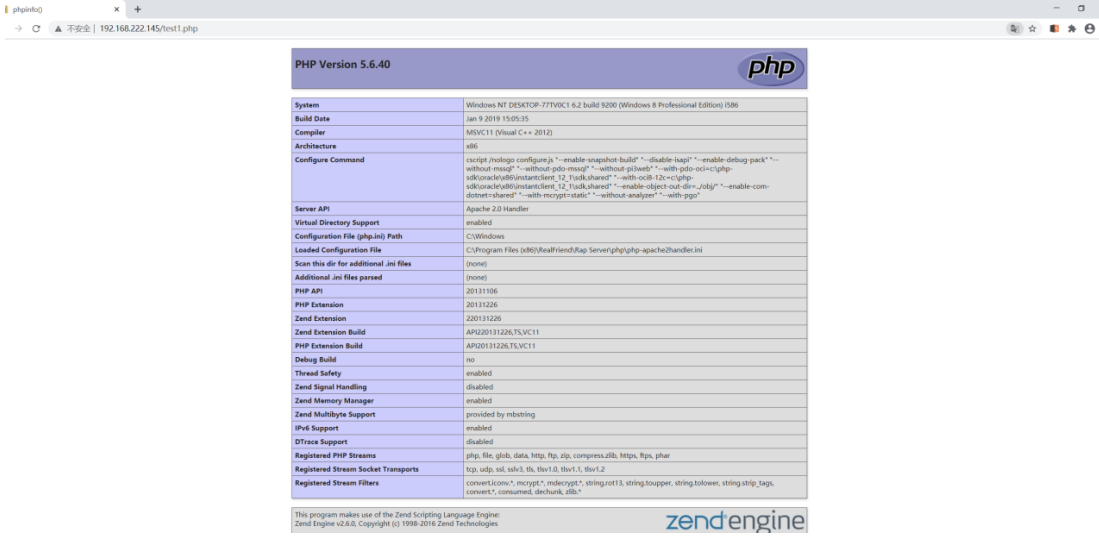 phpinfo()
不安全 | 192.168.222.145/test1.php
PHP Version 5.6.40
php
System Windows NT DESKTOP-77TV0C1 6.2 build 9200 (Windows 8 Professional Edition) i586
Build Date Jan 9 2019 15:05:35
Compiler MSVC11 (Visual C++ 2012)
Architecture x86
Configure Command cscript /nologo configure.js "--enable-snapshot-build" "--disable-isapi" "--enable-debug-pack" "--
without-mssql" "--without-pdo-mssql" "--without-pi3web" "--with-pdo-oci=c:\php-
sdk\oracle\x86\instantclient_12_1\sdk,shared" "--with-oci8-12c=c:\php-
sdk\oracle\x86\instantclient_12_1\sdk,shared" "--enable-object-out-dir=../obj/" "--enable-com-
dotnet=shared" "--with-mcrypt=static" "--without-analyzer" "--with-pgo"
Server API Apache 2.0 Handler
Virtual Directory Support enabled
Configuration File (php.ini) Path C:\Windows
Loaded Configuration File C:\Program Files (x86)\RealFriend\Rap Server\php\php-apache2handler.ini
Scan this dir for additional .ini files (none)
Additional .ini files parsed (none)
PHP API 20131106
PHP Extension 20131226
Zend Extension 220131226
Zend Extension Build API220131226,TS,VC11
PHP Extension Build API20131226,TS,VC11
Debug Build no
Thread Safety enabled
Zend Signal Handling disabled
Zend Memory Manager enabled
Zend Multibyte Support provided by mbstring
IPv6 Support enabled
DTrace Support disabled
Registered PHP Streams php, file, glob, data, http, ftp, zip, compress.zlib, https, ftps, phar
Registered Stream Socket Transports tcp, udp, ssl, sslv3, tls, tlsv1.0, tlsv1.1, tlsv1.2
Registered Stream Filters convert.iconv.*, mcrypt.*, mdecrypt.*, string.rot13, string.toupper, string.tolower, string.strip_tags,
convert.*, consumed, dechunk, zlib.*
This program makes use of the Zend Scripting Language Engine:
Zend Engine v2.6.0, Copyright (c) 1998-2016 Zend Technologies
zend engine